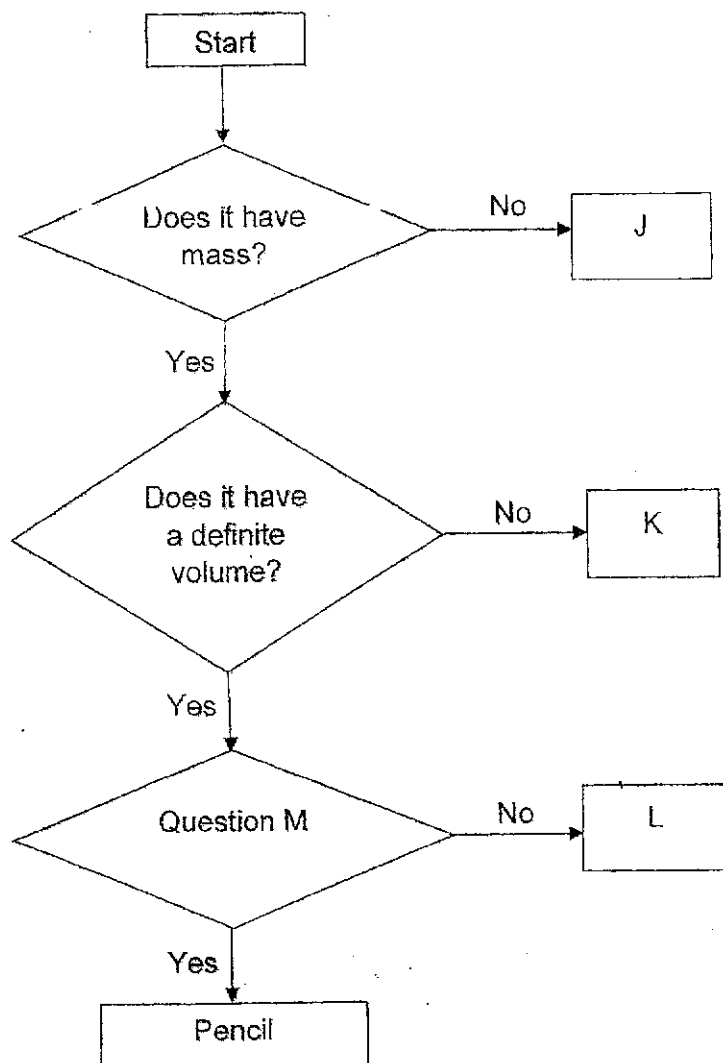 Start
Does it have
mass?
No
J
Yes
Does it have
a definite
volume?
No
K
Yes
Question M
No
L
Yes
Pencil